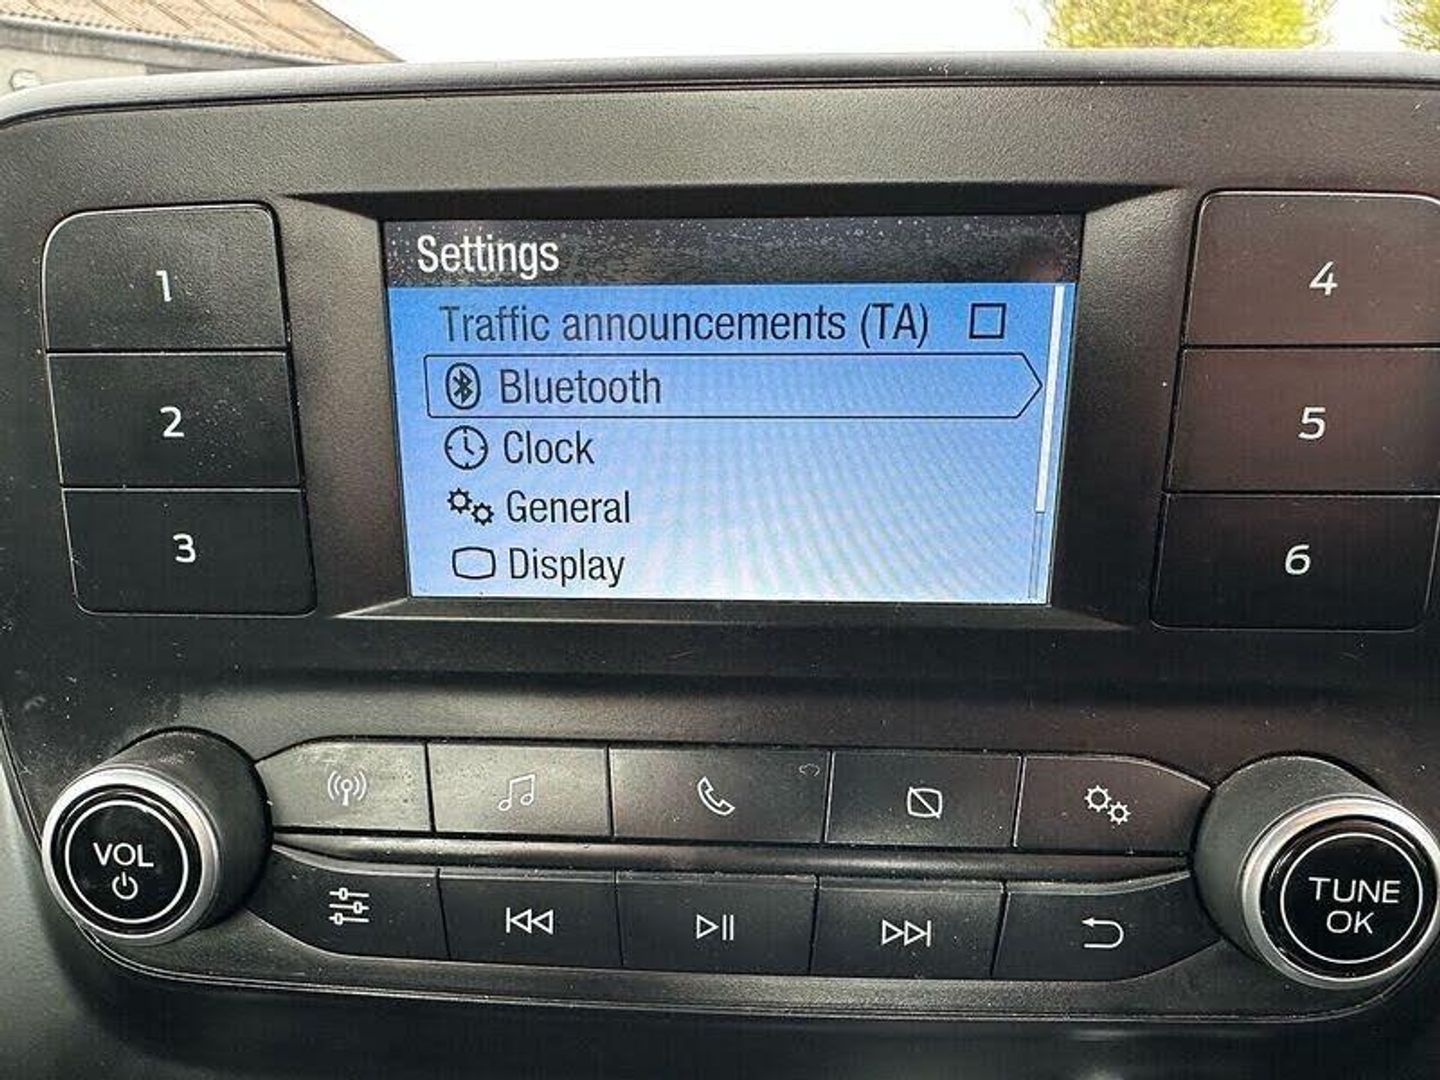 Settings
Traffic announcements (TA)
Bluetooth
Clock
General
Display
1
2
3
4
5
6
VOL
TUNE
OK